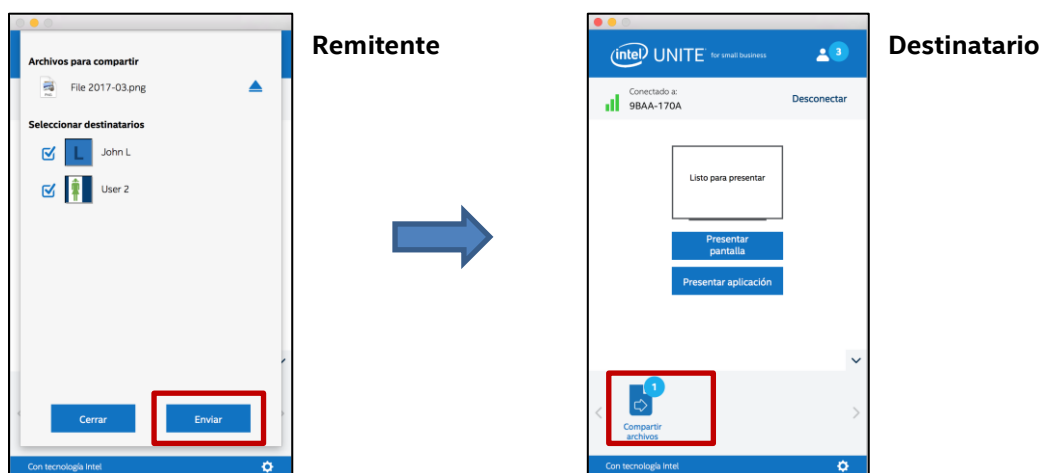 Archivos para compartir
File 2017-03.png
Seleccionar destinatarios
L
John L
User 2
Cerrar
Enviar
Con tecnología Intel
Remitente
intel UNITE for small business
3
Conectado a:
9BAA-170A
Desconectar
Listo para presentar
Presentar
pantalla
Presentar aplicación
1
Compartir
archivos
Con tecnología Intel
Destinatario